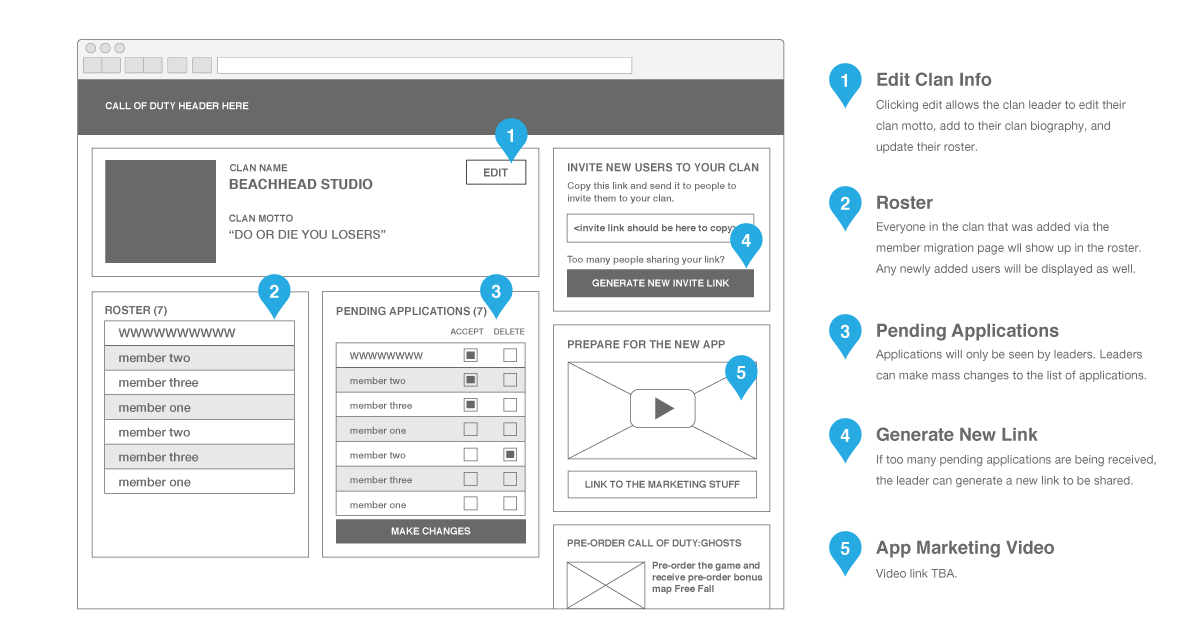 CALL OF DUTY HEADER HERE
1
CLAN NAME
BEACHHEAD STUDIO
EDIT
CLAN MOTTO
“DO OR DIE YOU LOSERS”
2
ROSTER (7)
WWWWWWWWWW
member two
member three
member one
member two
member three
member one
3
PENDING APPLICATIONS (7)
ACCEPT DELETE
WWWWWWWW
member two
member three
member one
member two
member three
member one
MAKE CHANGES
INVITE NEW USERS TO YOUR CLAN
Copy this link and send it to people to
invite them to your clan.
<invite link should be here to copy
4
Too many people sharing your link?
GENERATE NEW INVITE LINK
PREPARE FOR THE NEW APP
5
LINK TO THE MARKETING STUFF
PRE-ORDER CALL OF DUTY:GHOSTS
Pre-order the game and
receive pre-order bonus
map Free Fall
1 Edit Clan Info
Clicking edit allows the clan leader to edit their
clan motto, add to their clan biography, and
update their roster.
2 Roster
Everyone in the clan that was added via the
member migration page wll show up in the roster.
Any newly added users will be displayed as well.
3 Pending Applications
Applications will only be seen by leaders. Leaders
can make mass changes to the list of applications.
4 Generate New Link
If too many pending applications are being received,
the leader can generate a new link to be shared.
5 App Marketing Video
Video link TBA.